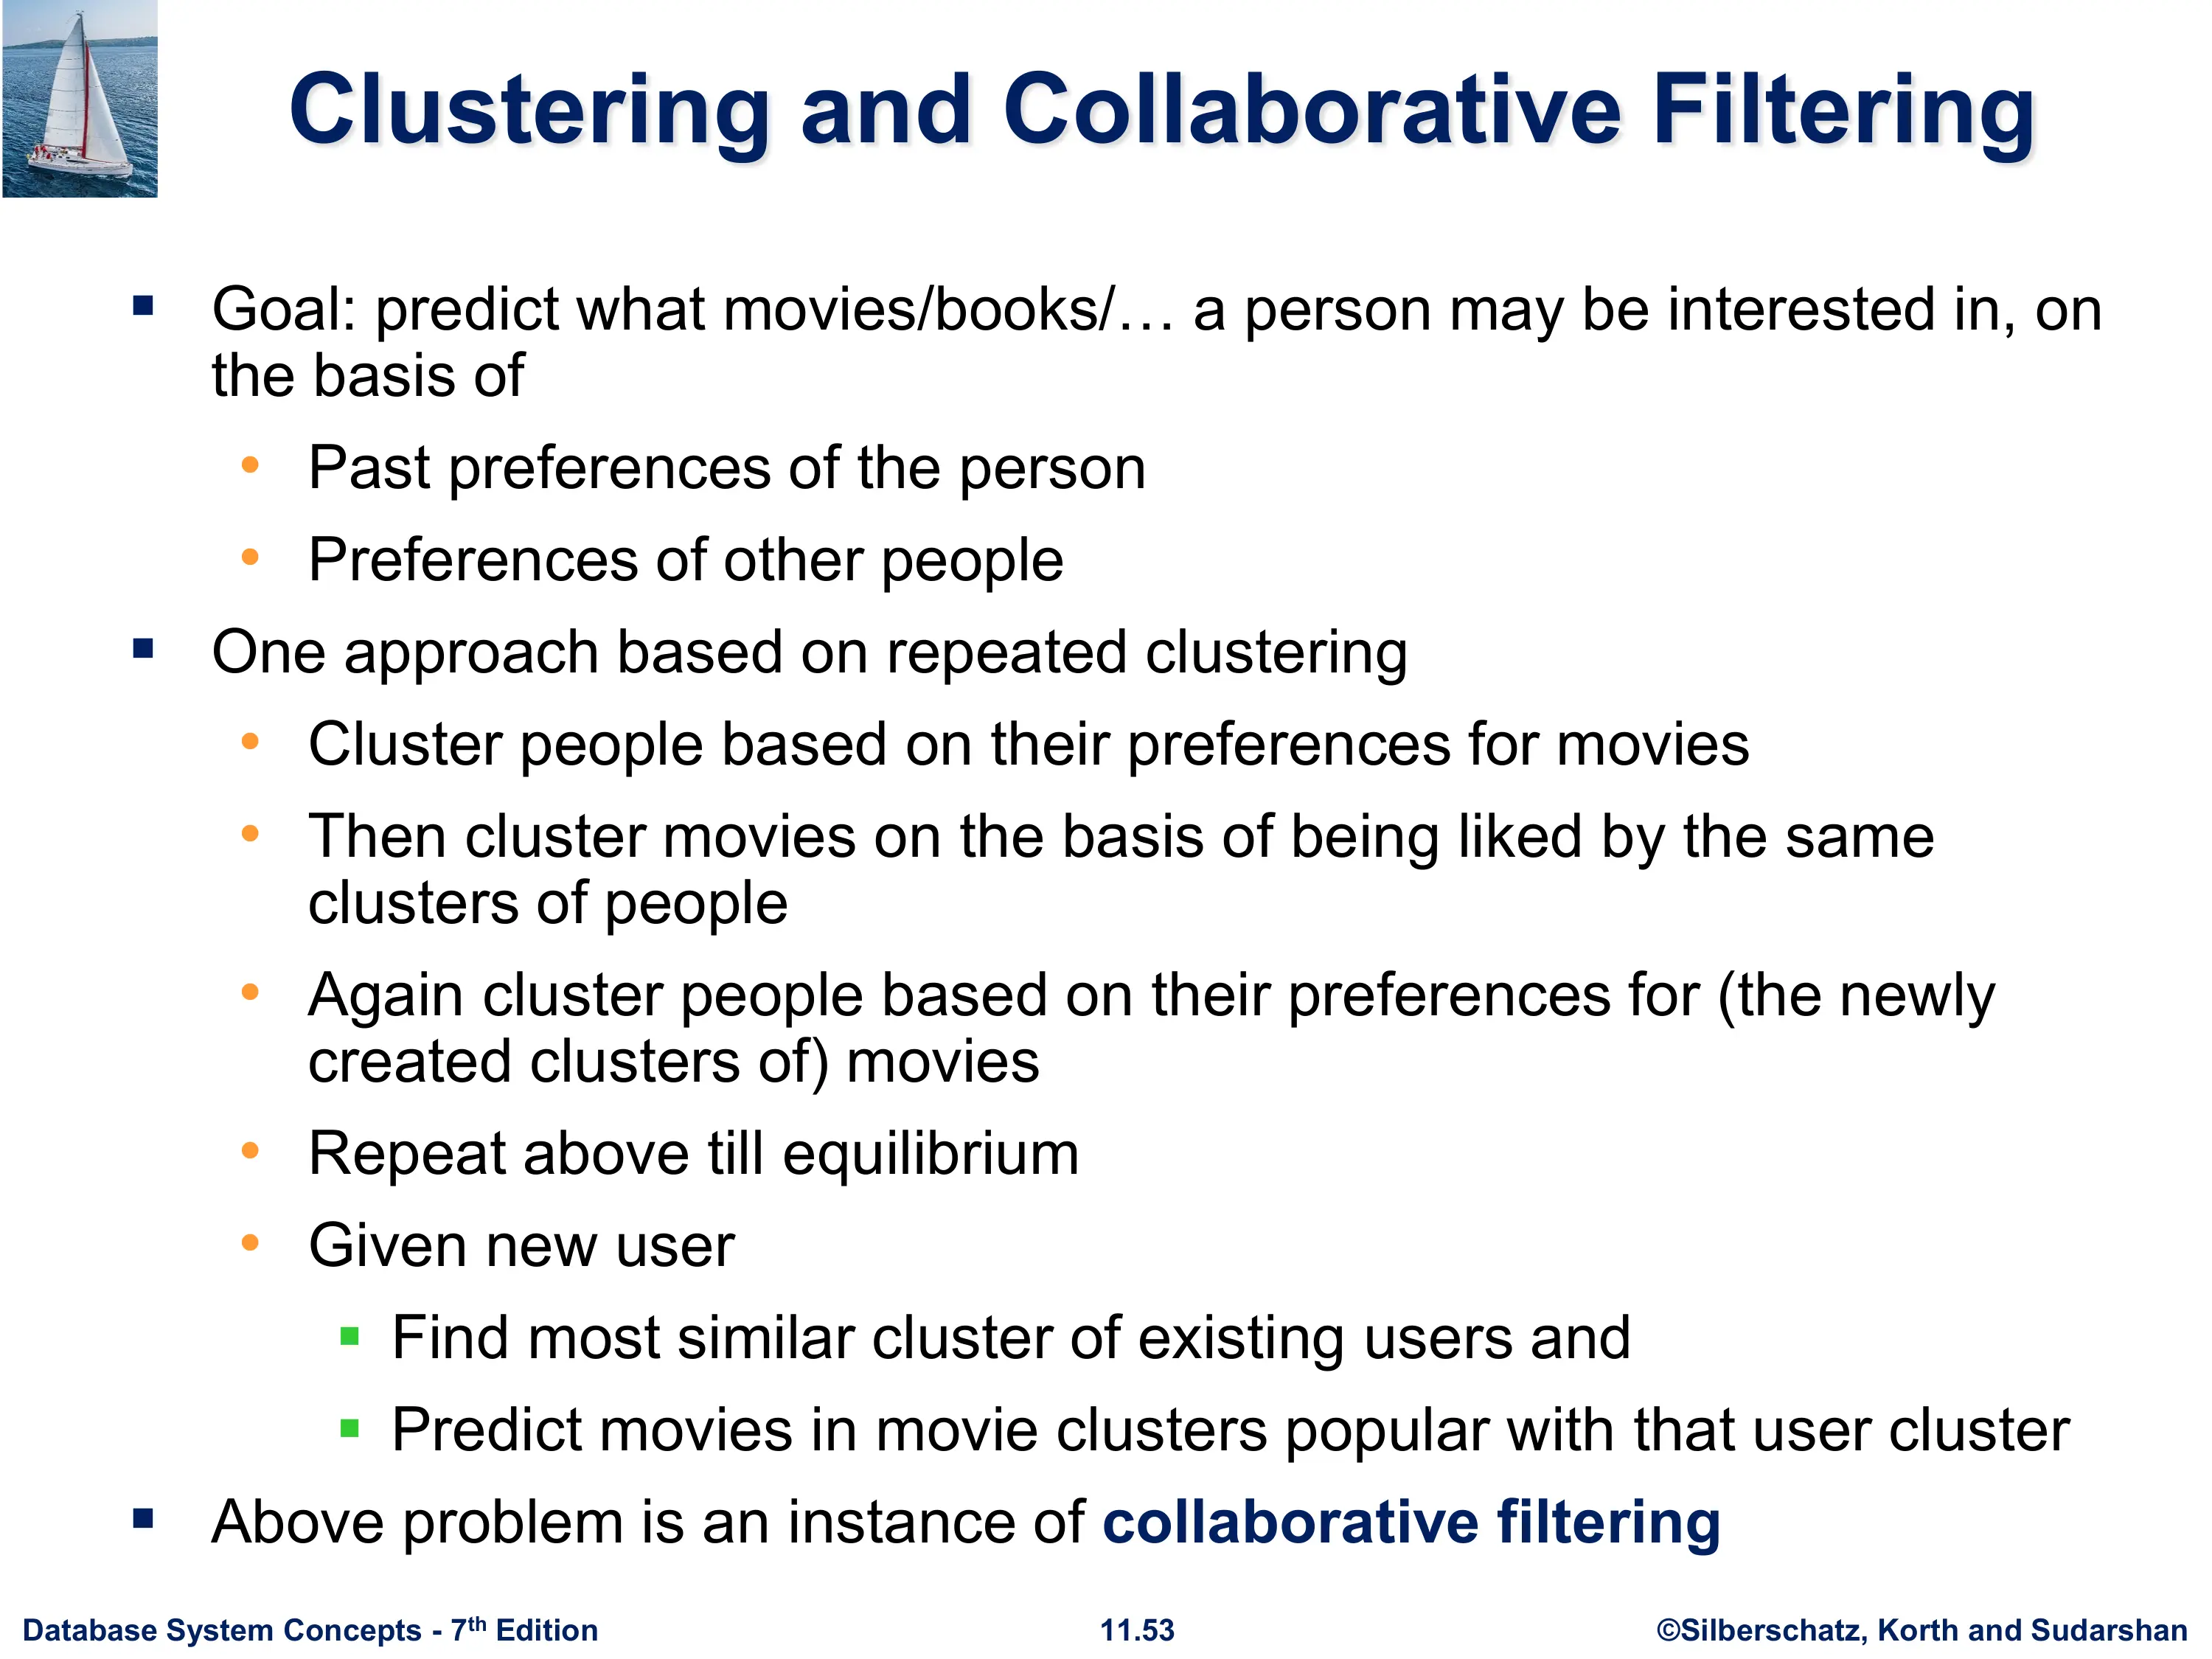 Clustering and Collaborative Filtering
▪ Goal: predict what movies/books/… a person may be interested in, on
the basis of
• Past preferences of the person
• Preferences of other people
▪ One approach based on repeated clustering
• Cluster people based on their preferences for movies
• Then cluster movies on the basis of being liked by the same
clusters of people
• Again cluster people based on their preferences for (the newly
created clusters of) movies
• Repeat above till equilibrium
• Given new user
▪ Find most similar cluster of existing users and
▪ Predict movies in movie clusters popular with that user cluster
▪ Above problem is an instance of collaborative filtering
Database System Concepts - 7th Edition
11.53
©Silberschatz, Korth and Sudarshan